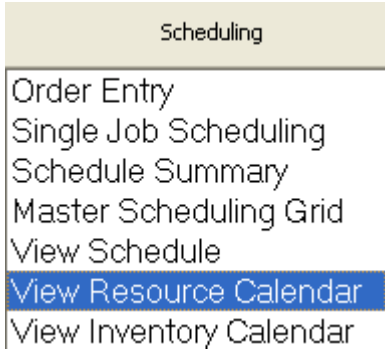 Scheduling
Order Entry
Single Job Scheduling
Schedule Summary
Master Scheduling Grid
View Schedule
View Resource Calendar
View Inventory Calendar